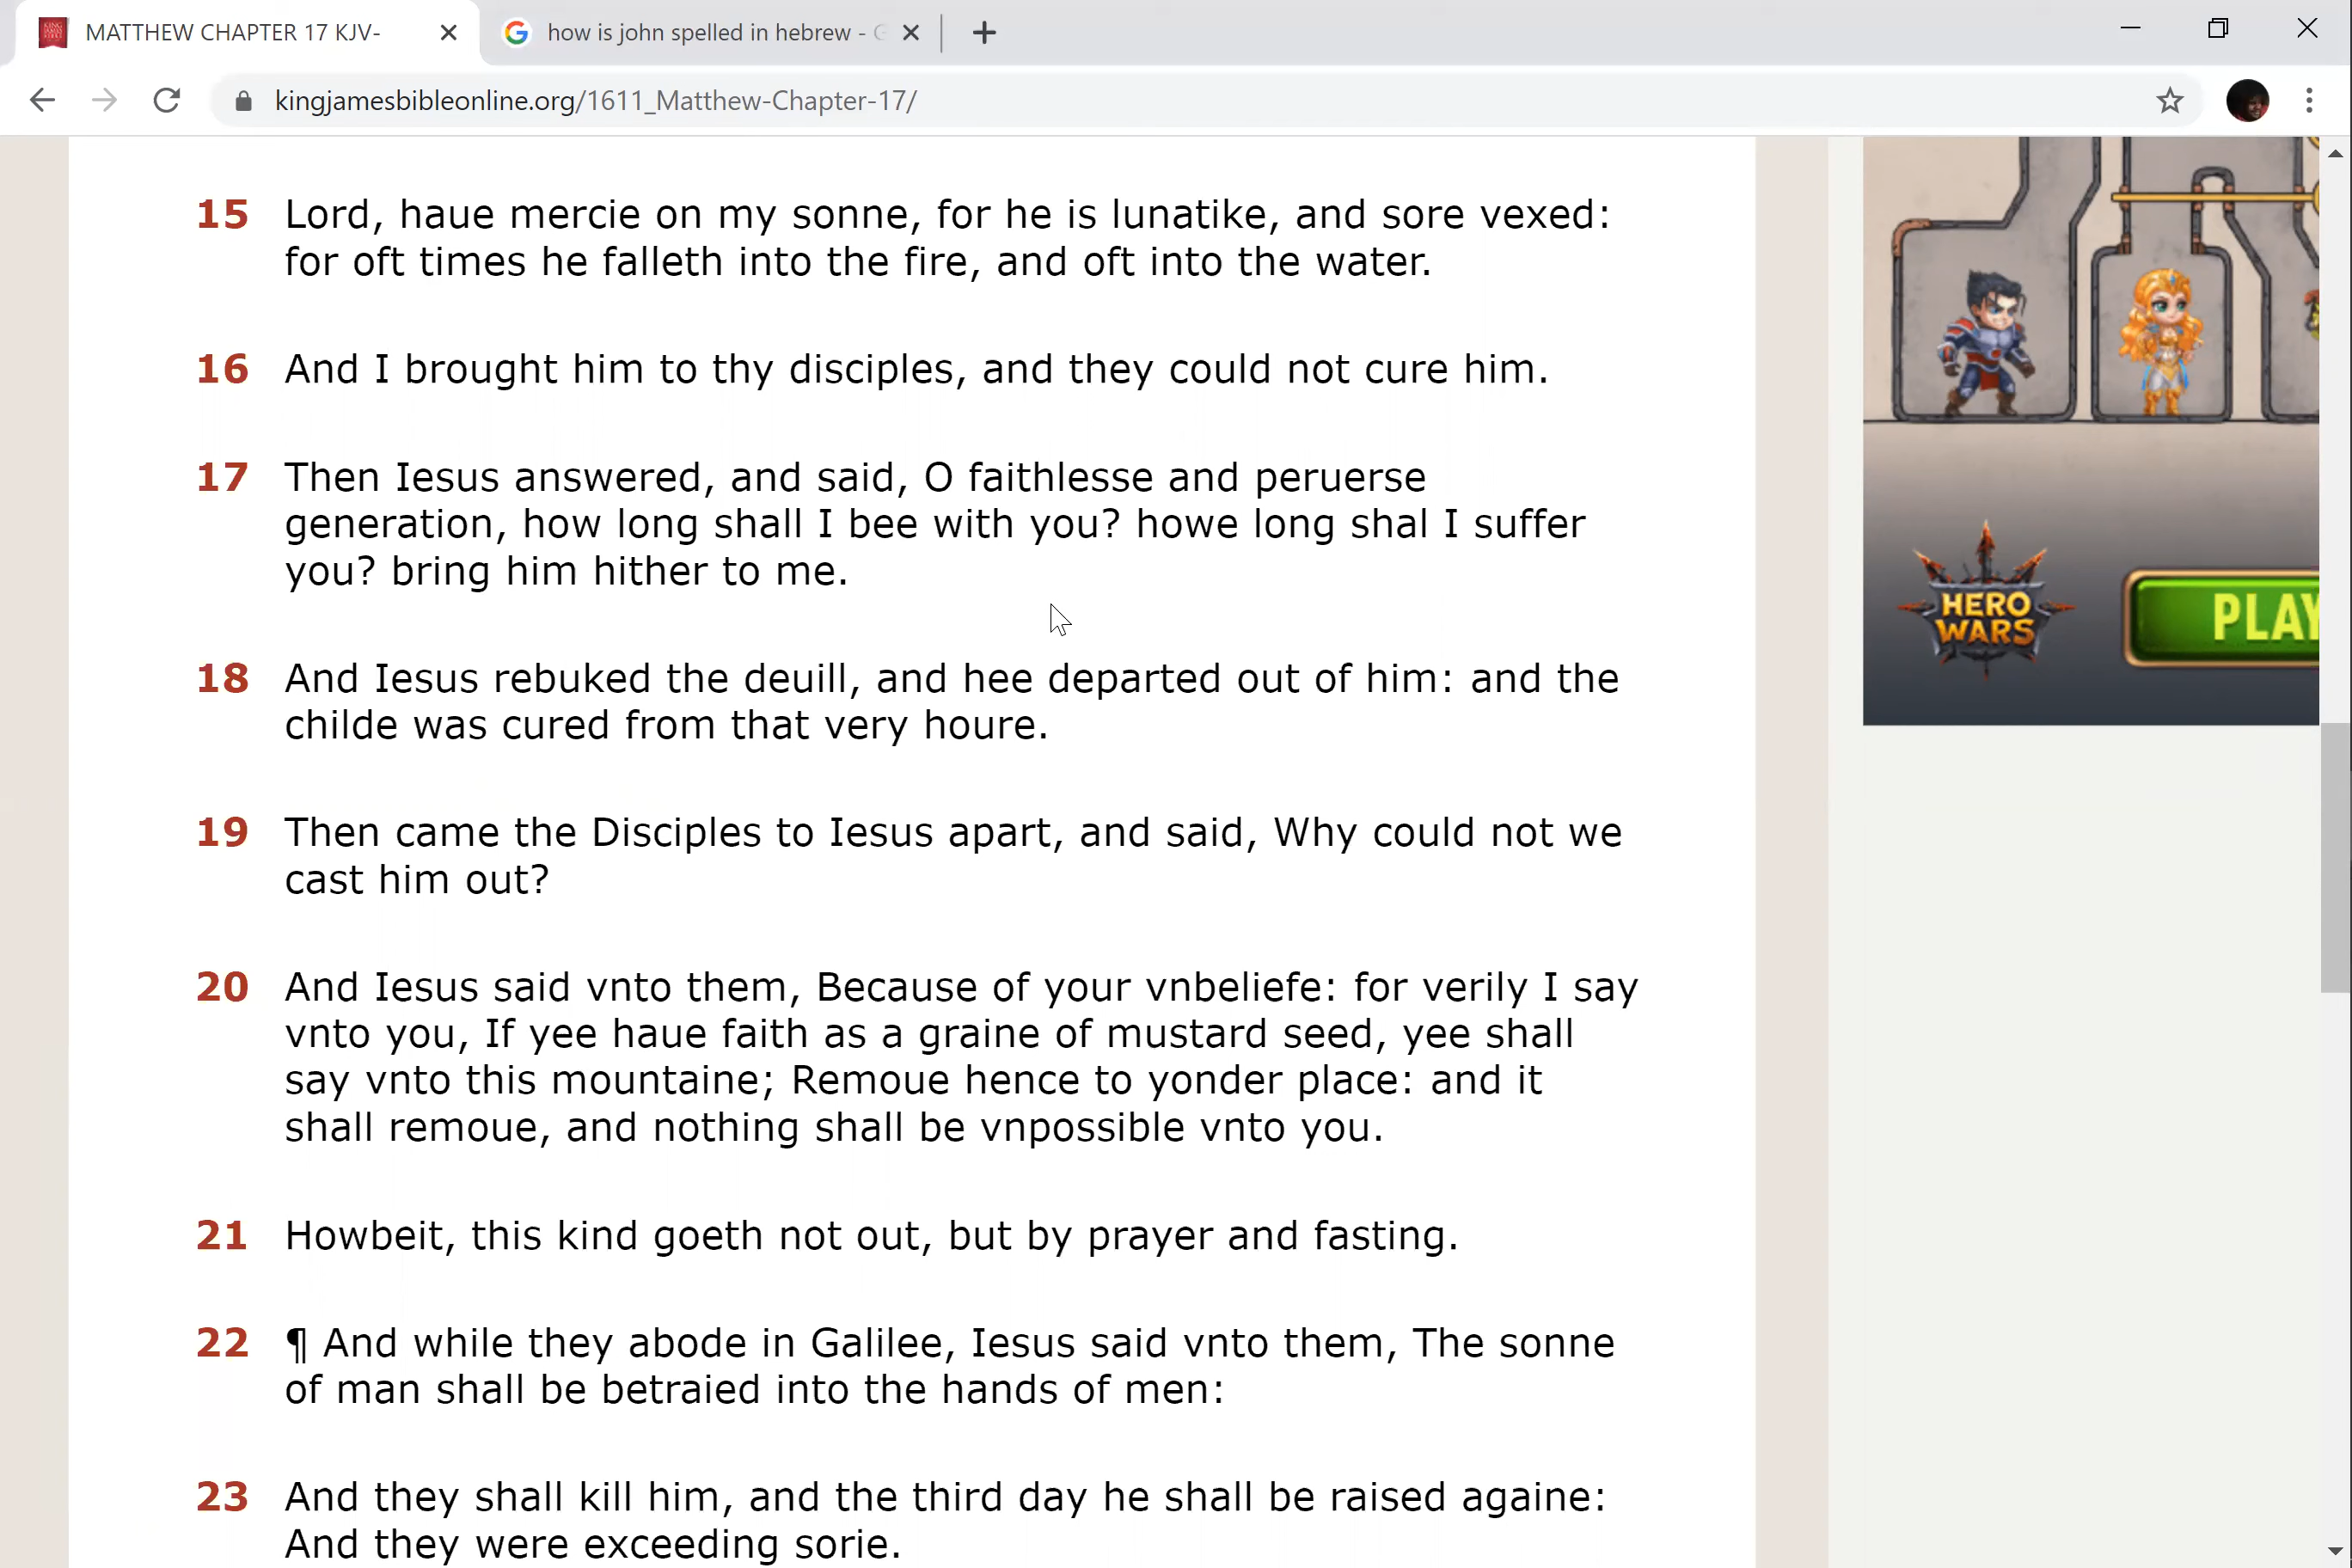 MATTHEW CHAPTER 17 KJV-
how is john spelled in hebrew -
kingjamesbibleonline.org/1611_Matthew-Chapter-17/
15 Lord, haue mercie on my sonne, for he is lunatike, and sore vexed:
for oft times he falleth into the fire, and oft into the water.
16 And I brought him to thy disciples, and they could not cure him.
17 Then Iesus answered, and said, O faithlesse and peruerse
generation, how long shall I bee with you? howe long shal I suffer
you? bring him hither to me.
18 And Iesus rebuked the deuill, and hee departed out of him: and the
childe was cured from that very houre.
19 Then came the Disciples to Iesus apart, and said, Why could not we
cast him out?
20 And Iesus said vnto them, Because of your vnbeliefe: for verily I say
vnto you, If yee haue faith as a graine of mustard seed, yee shall
say vnto this mountaine; Remoue hence to yonder place: and it
shall remoue, and nothing shall be vnpossible vnto you.
21 Howbeit, this kind goeth not out, but by prayer and fasting.
22 ¶ And while they abode in Galilee, Iesus said vnto them, The sonne
of man shall be betraied into the hands of men:
23 And they shall kill him, and the third day he shall be raised againe:
And they were exceeding sorie.
HERO
WARS
PLAY